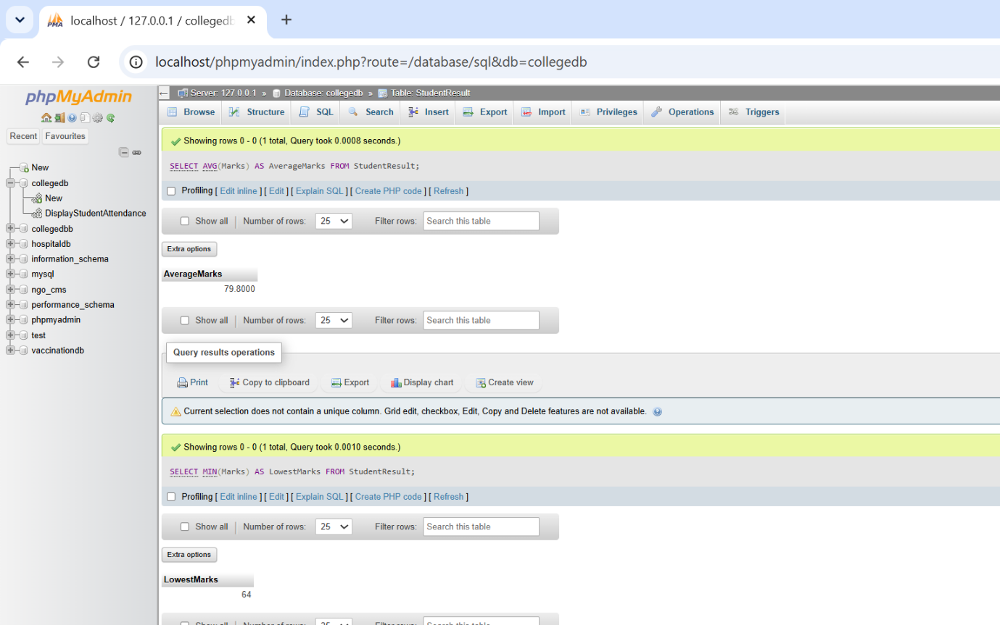 localhost / 127.0.0.1 / collegedb
localhost/phpmyadmin/index.php?route=/database/sql&db=collegedb
phpMyAdmin
Recent Favourites
New
collegedb
New
DisplayStudentAttendance
collegedbb
hospitaldb
information_schema
mysql
ngo_cms
performance_schema
phpmyadmin
test
vaccinationdb
Server: 127.0.0.1 » Database: collegedb » Table: StudentResult
Browse Structure SQL Search Insert Export Import Privileges Operations Triggers
Showing rows 0 - 0 (1 total, Query took 0.0008 seconds.)
SELECT AVG(Marks) AS AverageMarks FROM StudentResult;
Profiling [ Edit inline ] [ Edit ] [ Explain SQL ] [ Create PHP code ] [ Refresh ]
Show all Number of rows: 25 Filter rows: Search this table
Extra options
AverageMarks
79.8000
Show all Number of rows: 25 Filter rows: Search this table
Query results operations
Print Copy to clipboard Export Display chart Create view
Current selection does not contain a unique column. Grid edit, checkbox, Edit, Copy and Delete features are not available.
Showing rows 0 - 0 (1 total, Query took 0.0010 seconds.)
SELECT MIN(Marks) AS LowestMarks FROM StudentResult;
Profiling [ Edit inline ] [ Edit ] [ Explain SQL ] [ Create PHP code ] [ Refresh ]
Show all Number of rows: 25 Filter rows: Search this table
Extra options
LowestMarks
64
Show all Number of rows: 25 Filter rows: Search this table